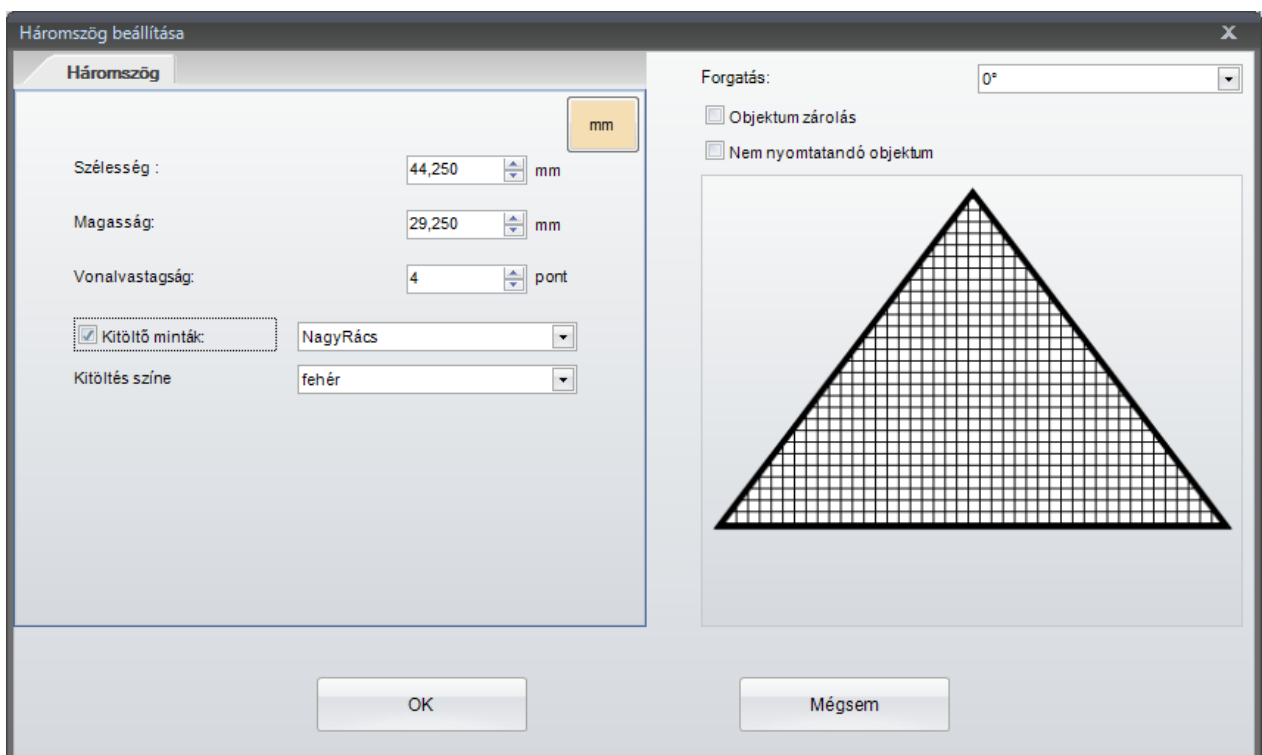 Háromszög beállítása
X
Háromszög
mm
Szélesség : 44,250 mm
Magasság: 29,250 mm
Vonalvastagság: 4 pont
Kitöltő minták: NagyRács
Kitöltés színe fehér
Forgatás: 0°
Objektum zárolás
Nem nyomtatandó objektum
OK
Mégsem